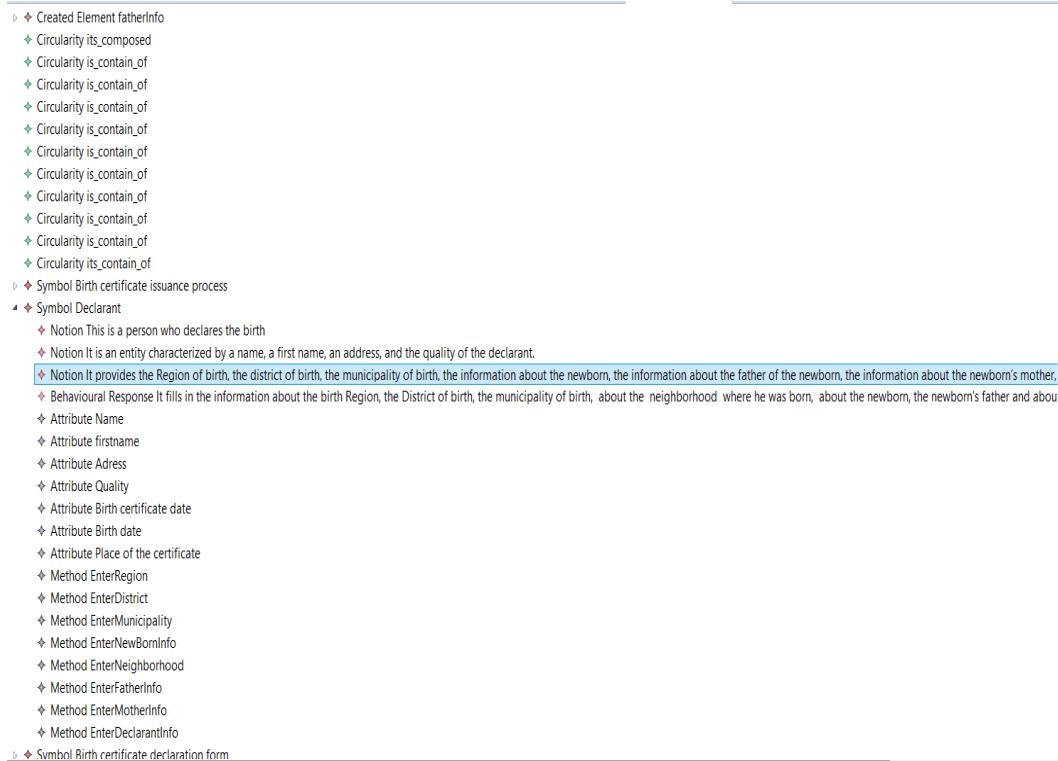 Created Element fatherInfo
Circularity its_composed
Circularity is_contain_of
Circularity is_contain_of
Circularity is_contain_of
Circularity is_contain_of
Circularity is_contain_of
Circularity is_contain_of
Circularity is_contain_of
Circularity is_contain_of
Circularity is_contain_of
Circularity its_contain_of
Symbol Birth certificate issuance process
Symbol Declarant
Notion This is a person who declares the birth
Notion It is an entity characterized by a name, a first name, an address, and the quality of the declarant.
Notion It provides the Region of birth, the district of birth, the municipality of birth, the information about the newborn, the information about the father of the newborn, the information about the newborn's mother,
Behavioural Response It fills in the information about the birth Region, the District of birth, the municipality of birth, about the neighborhood where he was born, about the newborn, the newborn's father and abou
Attribute Name
Attribute firstname
Attribute Adress
Attribute Quality
Attribute Birth certificate date
Attribute Birth date
Attribute Place of the certificate
Method EnterRegion
Method EnterDistrict
Method EnterMunicipality
Method EnterNewBornInfo
Method EnterNeighborhood
Method EnterFatherInfo
Method EnterMotherInfo
Method EnterDeclarantInfo
Symbol Birth certificate declaration form